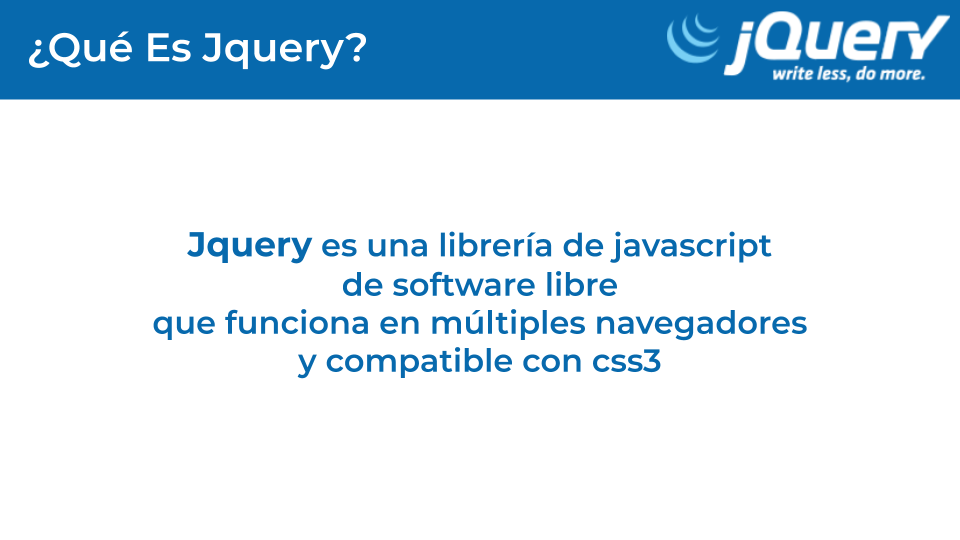 ¿Qué Es Jquery?
jQuery
write less, do more.
Jquery es una librería de javascript
de software libre
que funciona en múltiples navegadores
y compatible con css3